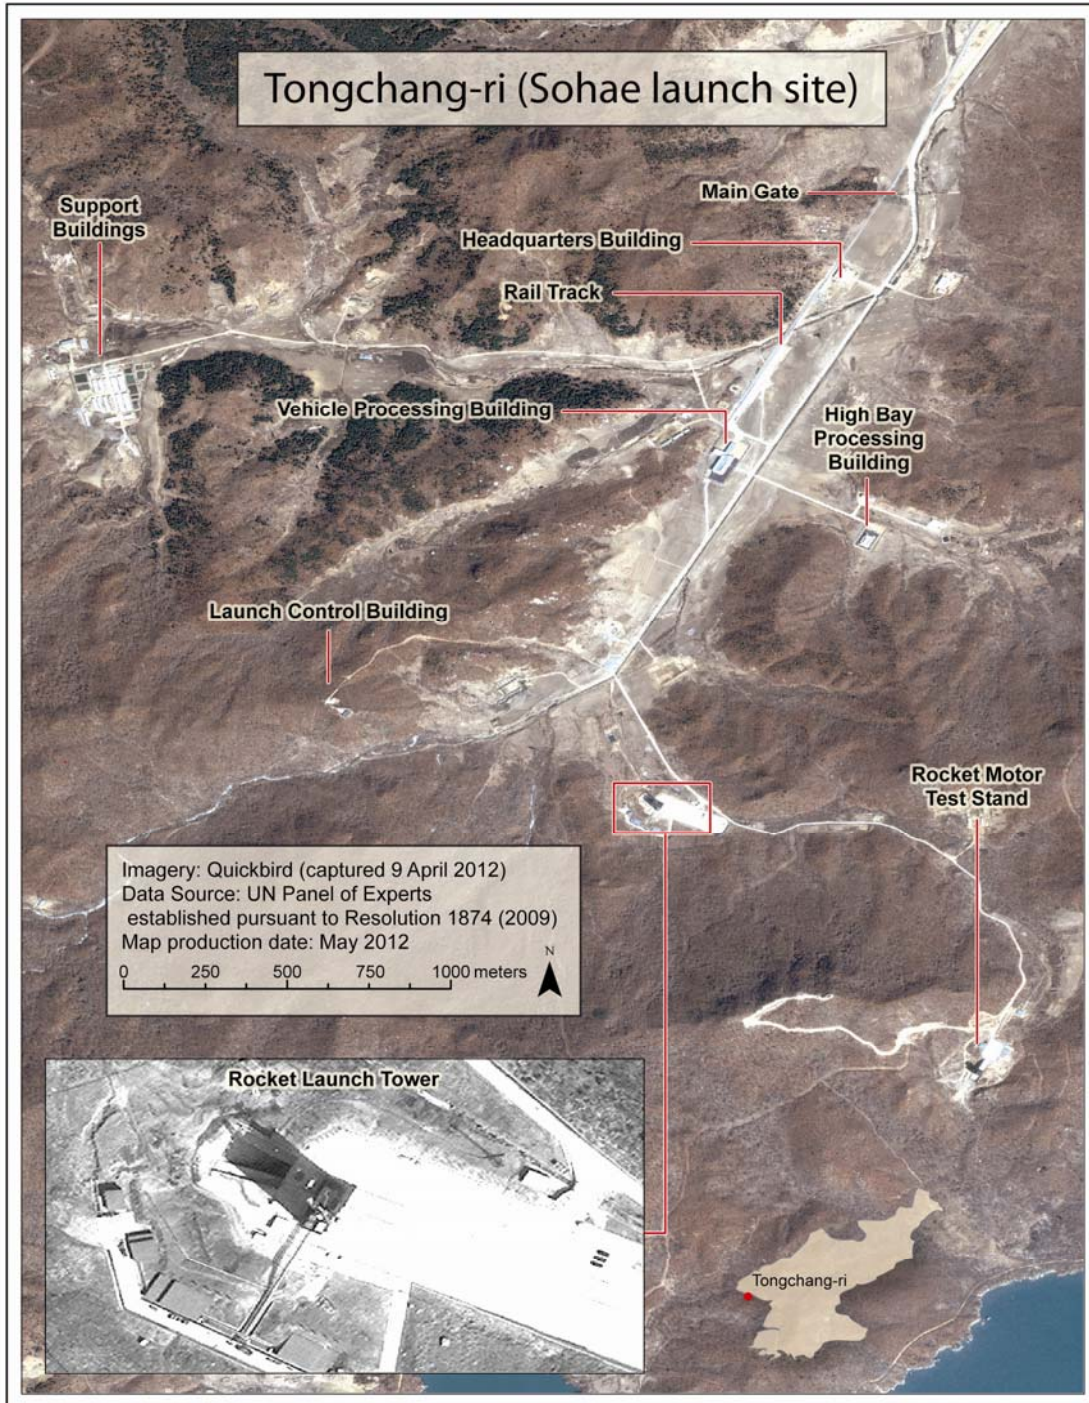 Tongchang-ri (Sohae launch site)
Main Gate
Support
Buildings
Headquarters Building
Rail Track
Vehicle Processing Building
High Bay
Processing
Building
Launch Control Building
Rocket Motor
Test Stand
Imagery: Quickbird (captured 9 April 2012)
Data Source: UN Panel of Experts
established pursuant to Resolution 1874 (2009)
Map production date: May 2012
N
0 250 500 750 1000 meters
Rocket Launch Tower
Tongchang-ri